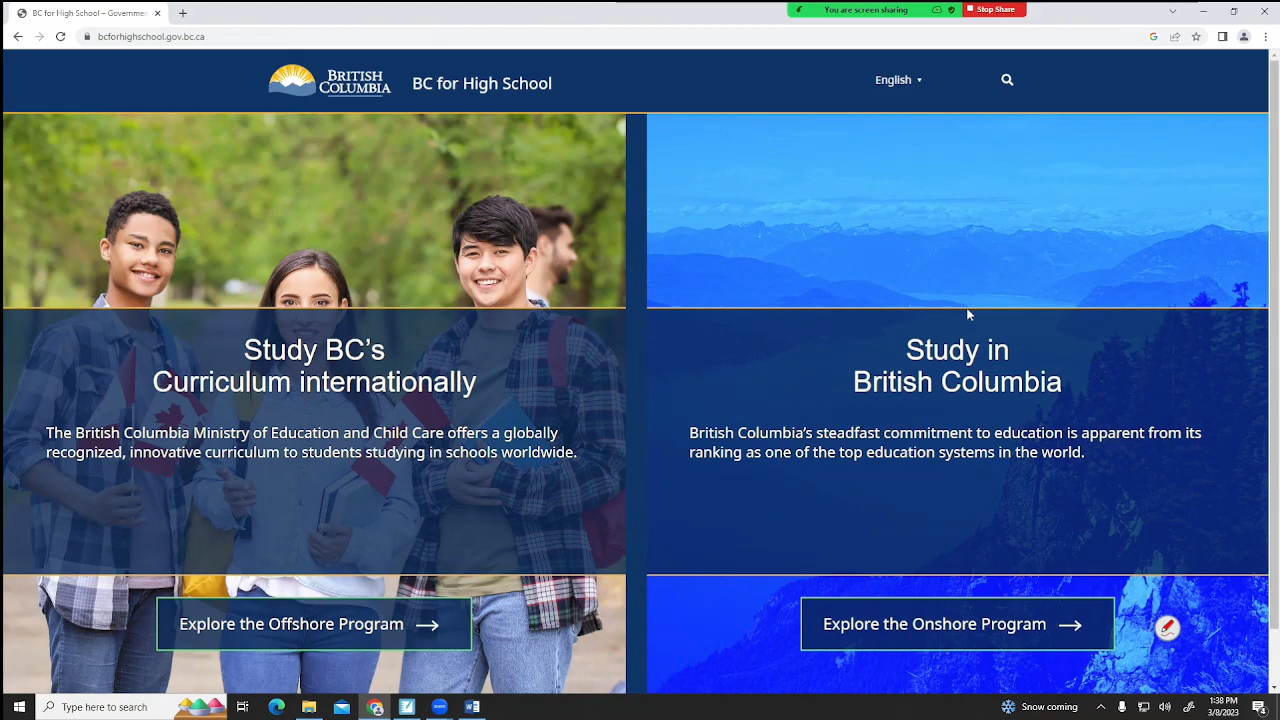 BC for High School – Governmen
You are screen sharing
Stop Share
bcforhighschool.gov.bc.ca
BRITISH
COLUMBIA
BC for High School
English
Study BC’s
Curriculum internationally
The British Columbia Ministry of Education and Child Care offers a globally
recognized, innovative curriculum to students studying in schools worldwide.
Explore the Offshore Program
Study in
British Columbia
British Columbia’s steadfast commitment to education is apparent from its
ranking as one of the top education systems in the world.
Explore the Onshore Program
Type here to search
zoom
Snow coming
1:38 PM
3/8/2023